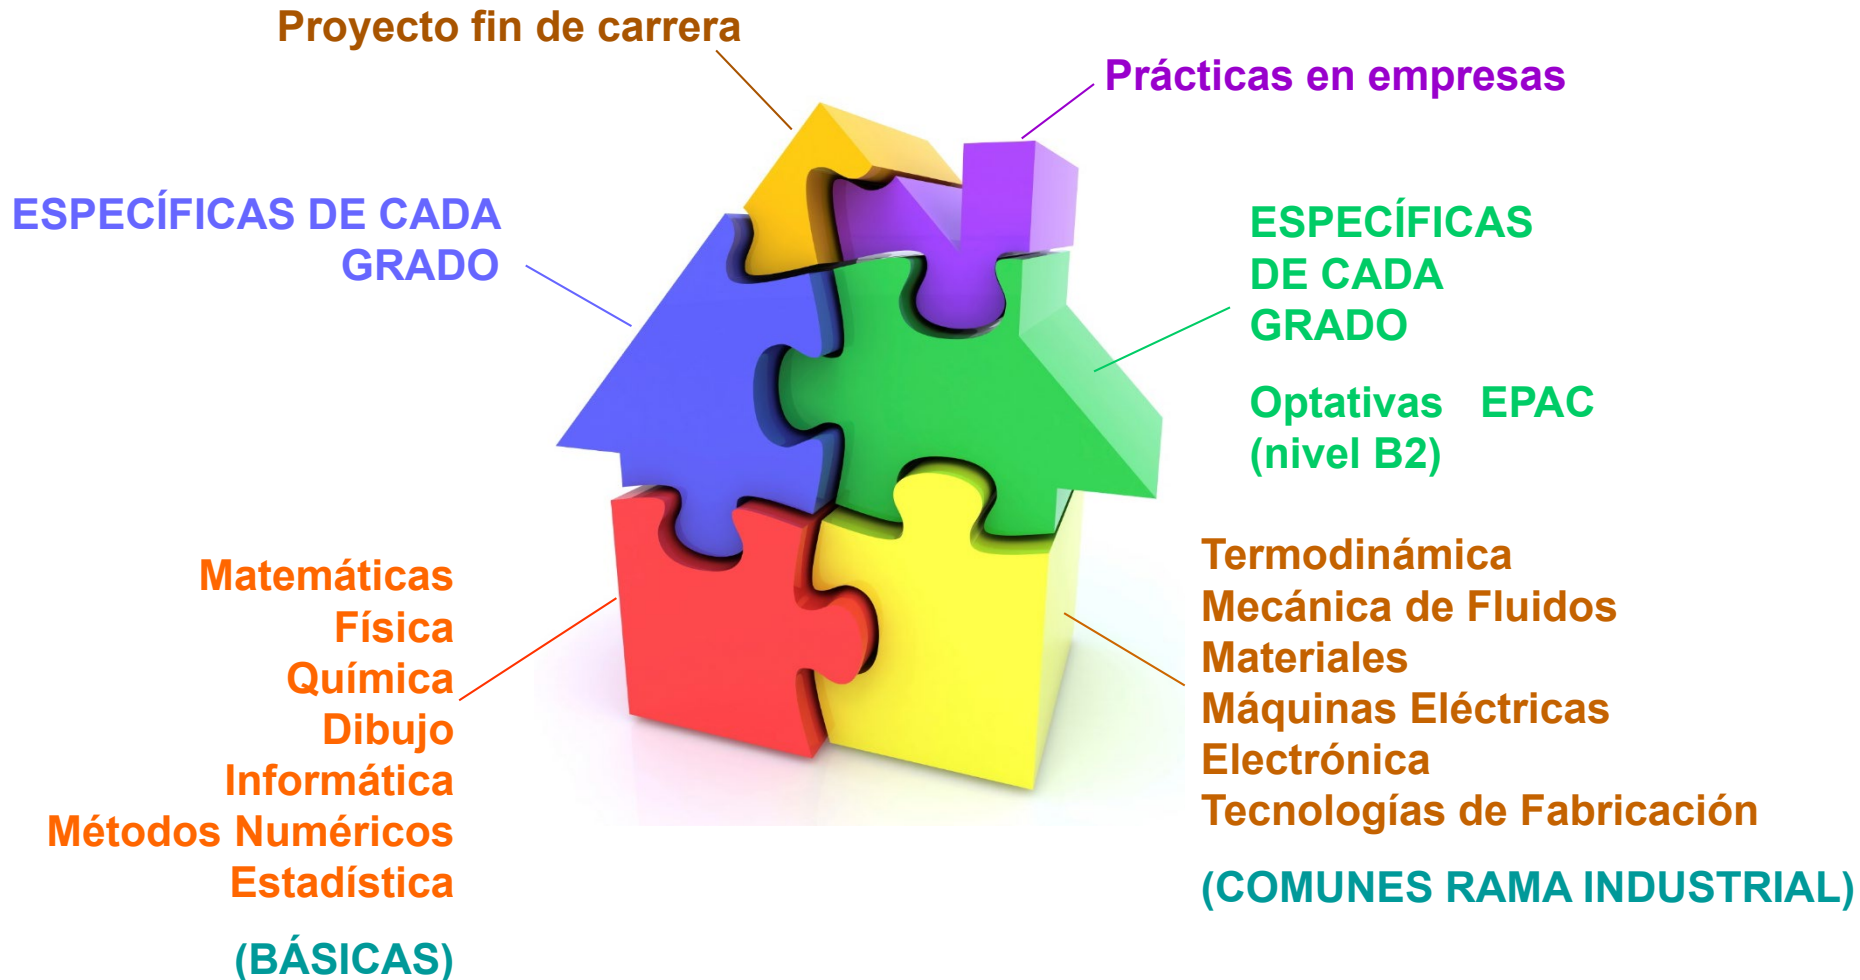 Proyecto fin de carrera
Prácticas en empresas
ESPECÍFICAS DE CADA
GRADO
ESPECÍFICAS
DE CADA
GRADO
Optativas EPAC
(nivel B2)
Matemáticas
Física
Química
Dibujo
Informática
Métodos Numéricos
Estadística
(BÁSICAS)
Termodinámica
Mecánica de Fluidos
Materiales
Máquinas Eléctricas
Electrónica
Tecnologías de Fabricación
(COMUNES RAMA INDUSTRIAL)